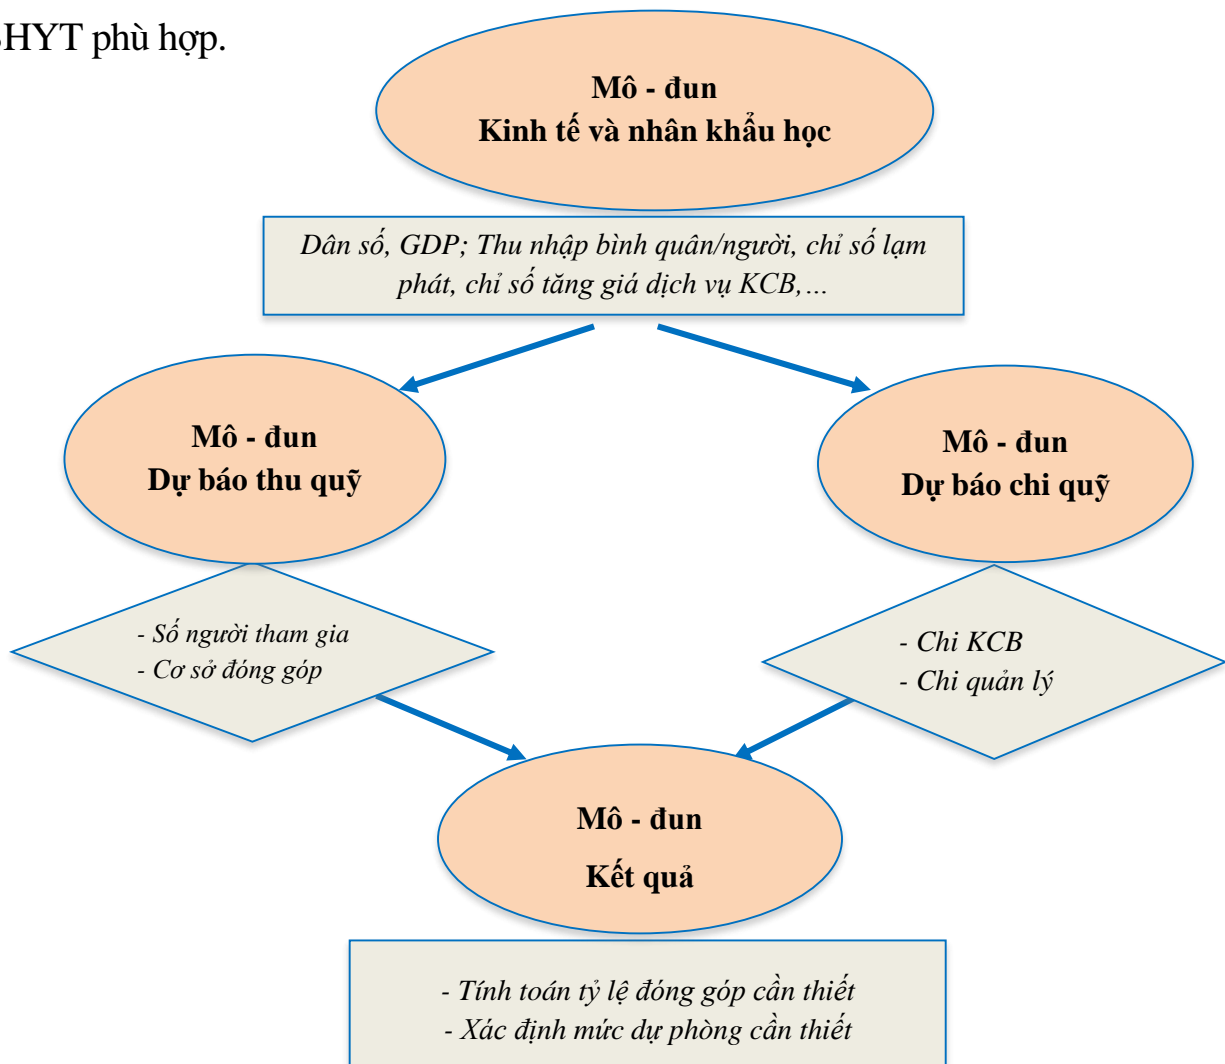 BHYT phù hợp.
Mô - đun
Kinh tế và nhân khẩu học
Dân số, GDP; Thu nhập bình quân/người, chỉ số lạm
phát, chỉ số tăng giá dịch vụ KCB,…
Mô - đun
Dự báo thu quỹ
Mô - đun
Dự báo chi quỹ
- Số người tham gia
- Cơ sở đóng góp
- Chi KCB
- Chi quản lý
Mô - đun
Kết quả
- Tính toán tỷ lệ đóng góp cần thiết
- Xác định mức dự phòng cần thiết